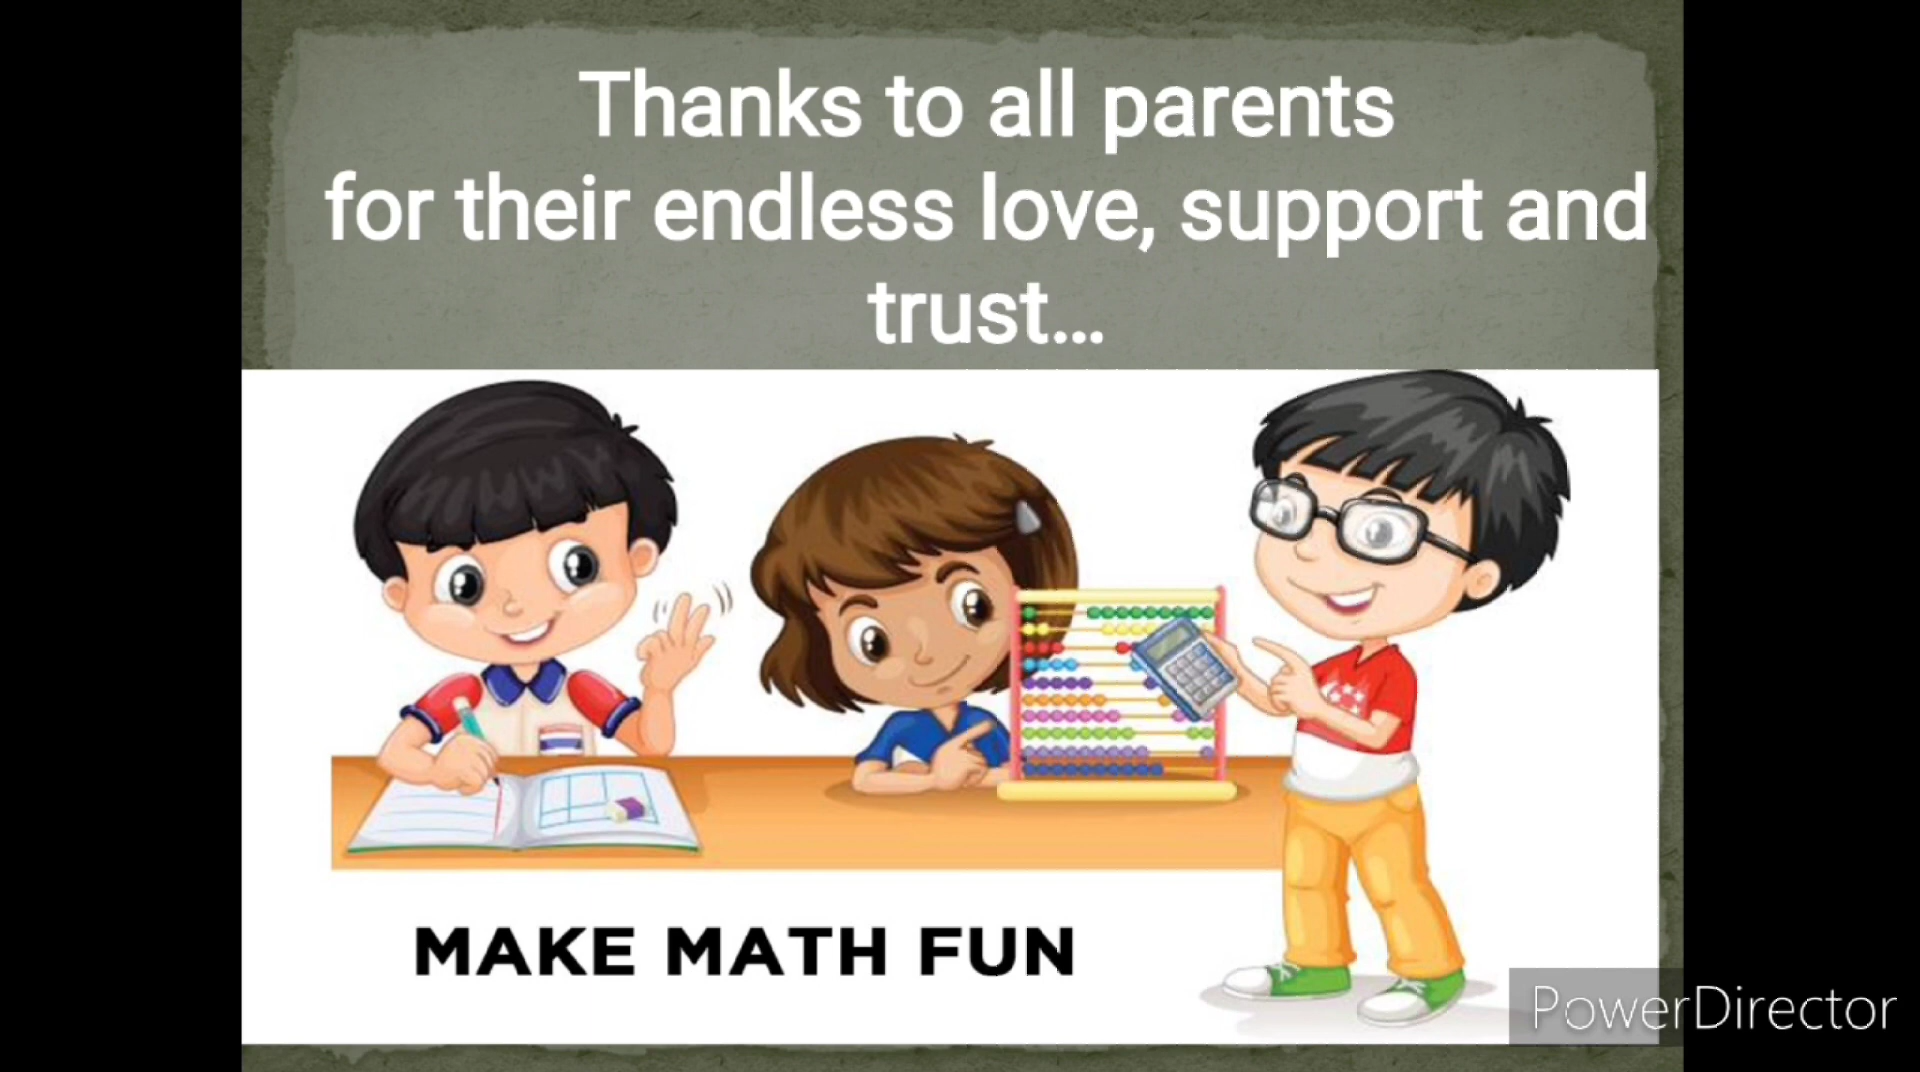 Thanks to all parents
for their endless love, support and
trust...
MAKE MATH FUN
PowerDirector